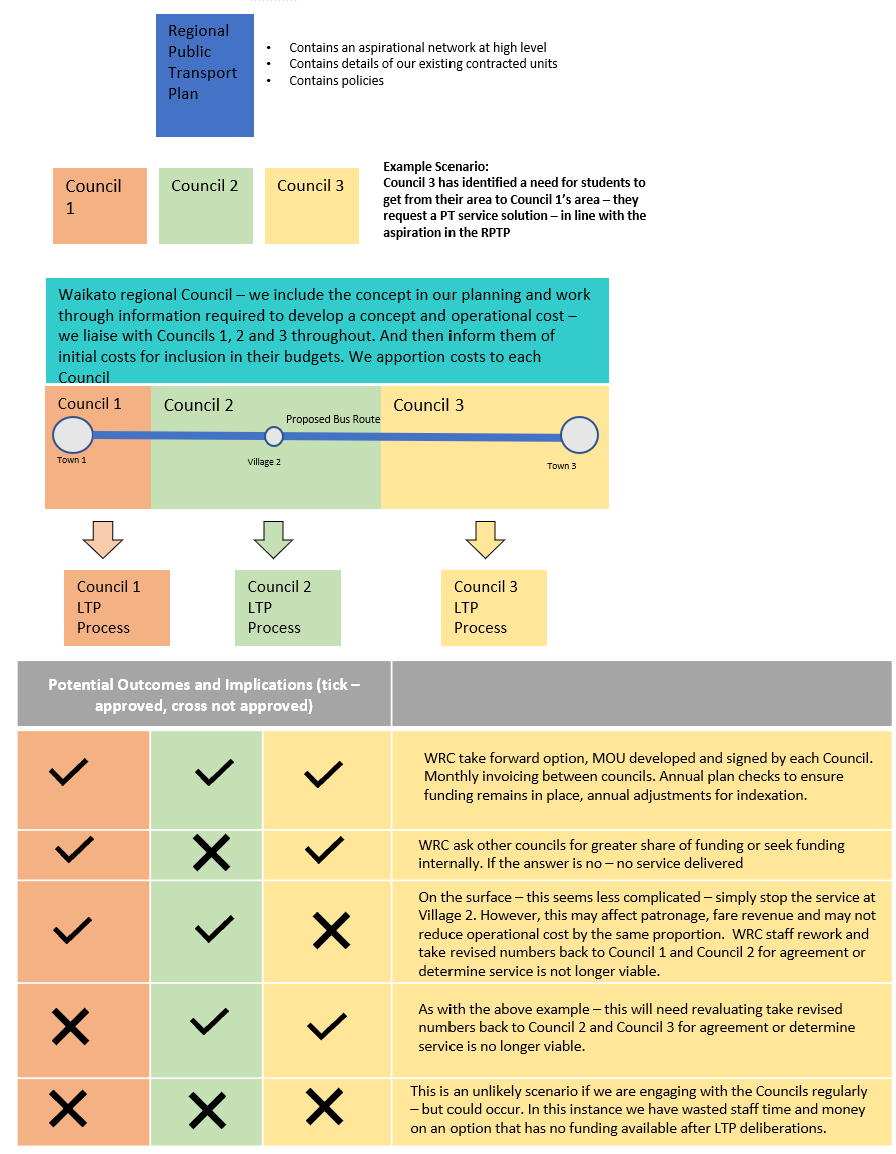 Regional
Public
Transport
Plan
• Contains an aspirational network at high level
• Contains details of our existing contracted units
• Contains policies
Council
1
Council 2
Council 3
Example Scenario:
Council 3 has identified a need for students to
get from their area to Council 1's area – they
request a PT service solution – in line with the
aspiration in the RPTP
Waikato regional Council – we include the concept in our planning and work
through information required to develop a concept and operational cost –
we liaise with Councils 1, 2 and 3 throughout. And then inform them of
initial costs for inclusion in their budgets. We apportion costs to each
Council
Council 1
Council 2
Council 3
Proposed Bus Route
Town 1
Village 2
Town 3
Council 1
LTP
Process
Council 2
LTP
Process
Council 3
LTP
Process
Potential Outcomes and Implications (tick –
approved, cross not approved)
WRC take forward option, MOU developed and signed by each Council.
Monthly invoicing between councils. Annual plan checks to ensure
funding remains in place, annual adjustments for indexation.
WRC ask other councils for greater share of funding or seek funding
internally. If the answer is no – no service delivered
On the surface – this seems less complicated – simply stop the service at
Village 2. However, this may affect patronage, fare revenue and may not
reduce operational cost by the same proportion.  WRC staff rework and
take revised numbers back to Council 1 and Council 2 for agreement or
determine service is not longer viable.
As with the above example – this will need revaluating take revised
numbers back to Council 2 and Council 3 for agreement or determine
service is no longer viable.
This is an unlikely scenario if we are engaging with the Councils regularly
– but could occur. In this instance we have wasted staff time and money
on an option that has no funding available after LTP deliberations.